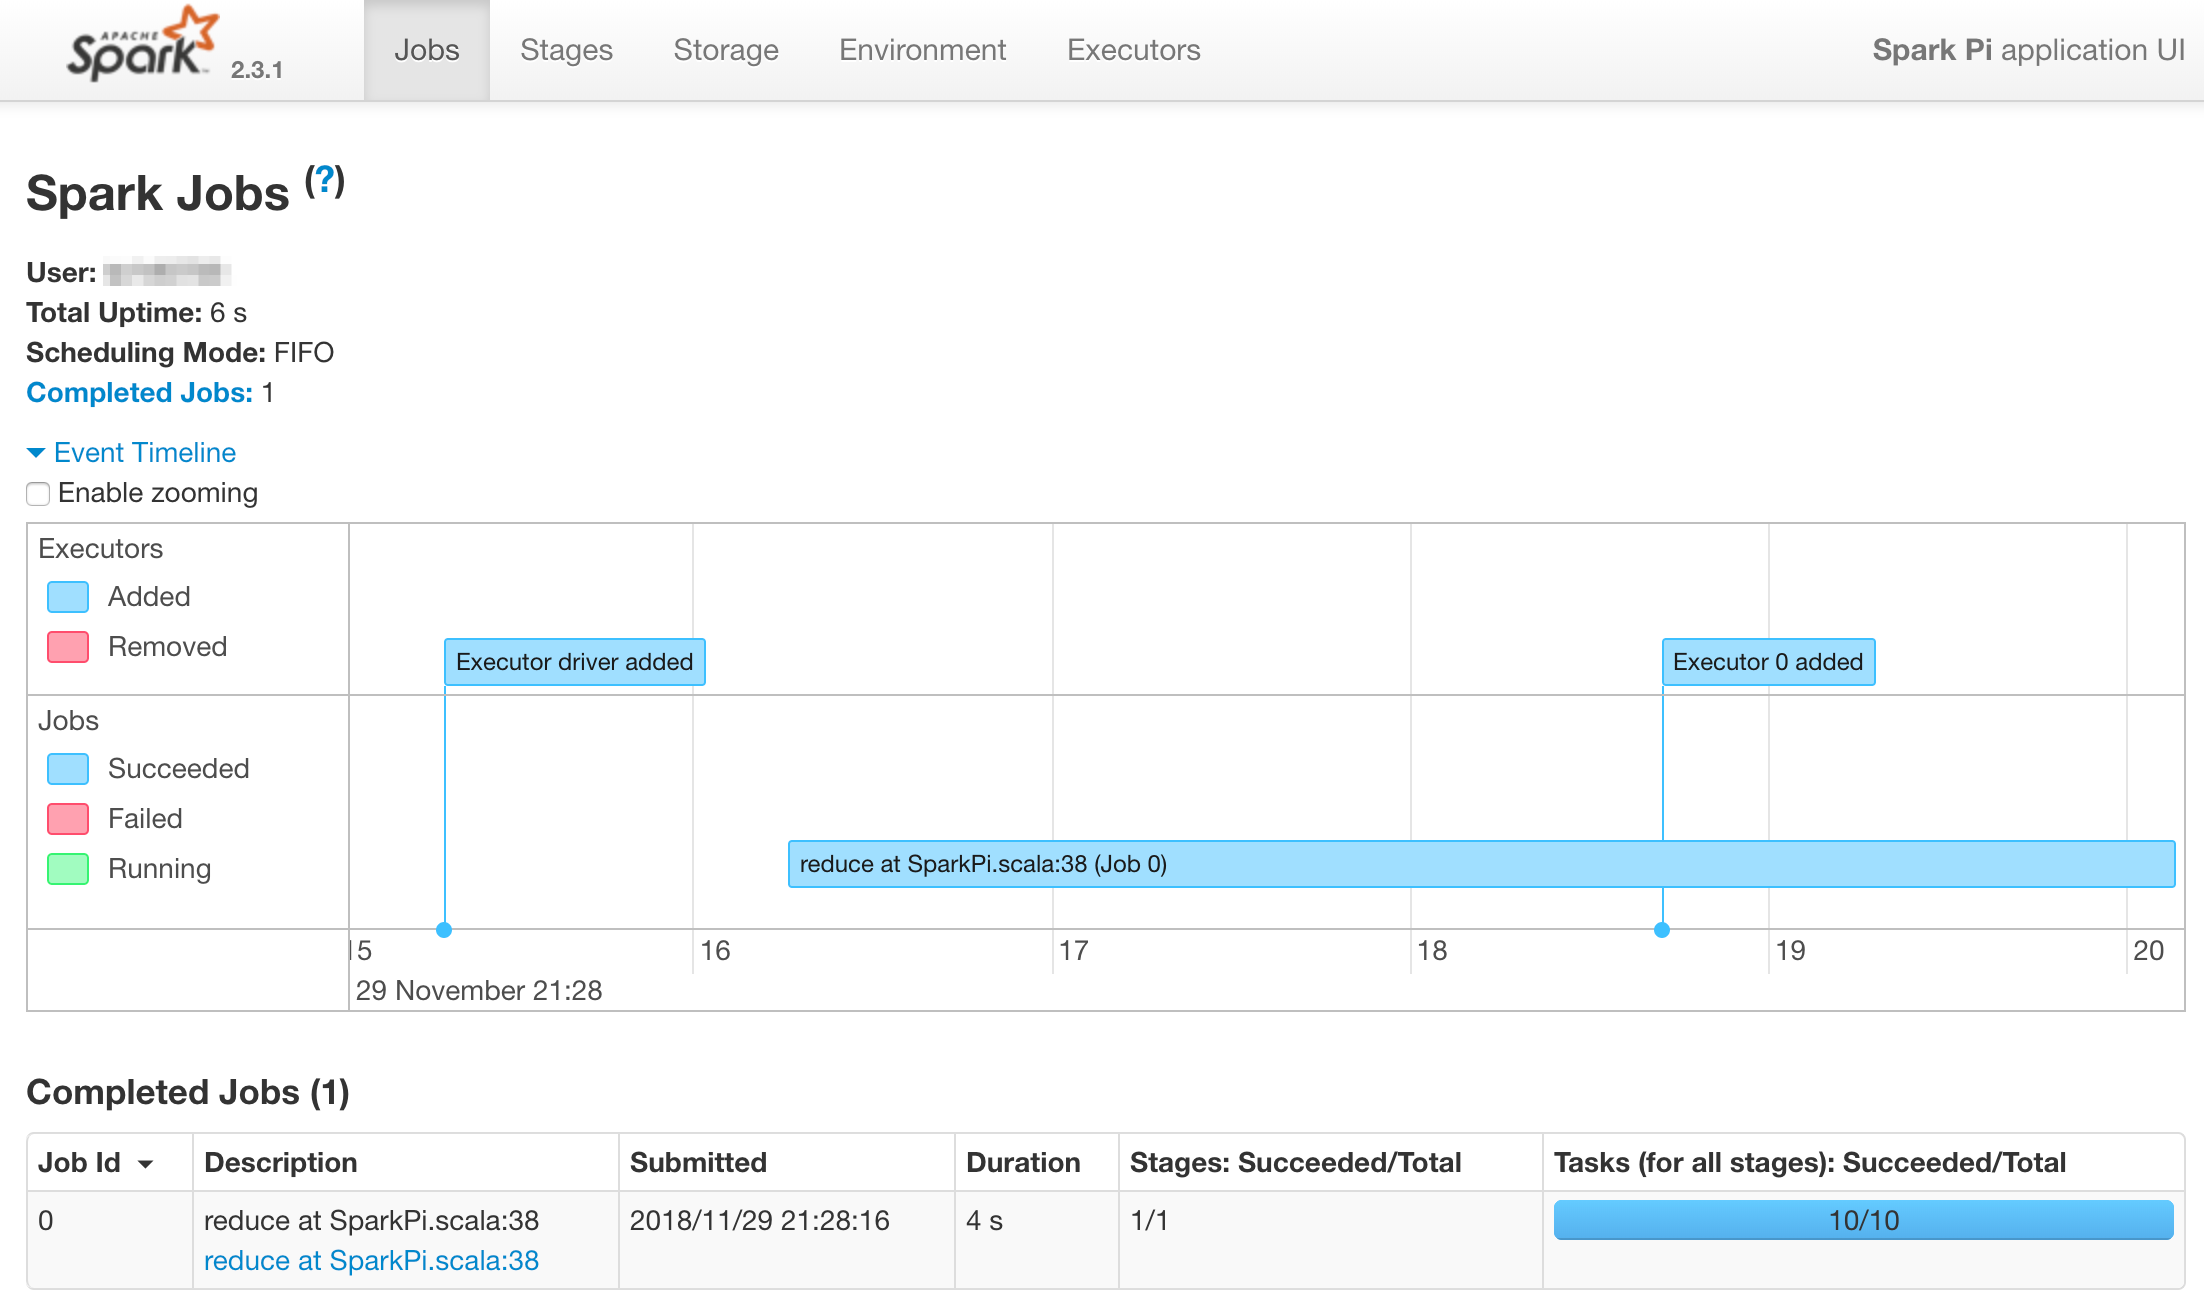 APACHE Spark™ 2.3.1 Jobs Stages Storage Environment Executors Spark Pi application UI
Spark Jobs (?)
User:
Total Uptime: 6 s
Scheduling Mode: FIFO
Completed Jobs: 1
Event Timeline
Enable zooming
Executors
Added
Removed
Executor driver added Executor 0 added
Jobs
Succeeded
Failed
Running
reduce at SparkPi.scala:38 (Job 0)
15 16 17 18 19 20
29 November 21:28
Completed Jobs (1)
Job Id Description Submitted Duration Stages: Succeeded/Total Tasks (for all stages): Succeeded/Total
0 reduce at SparkPi.scala:38 2018/11/29 21:28:16 4 s 1/1 10/10
reduce at SparkPi.scala:38